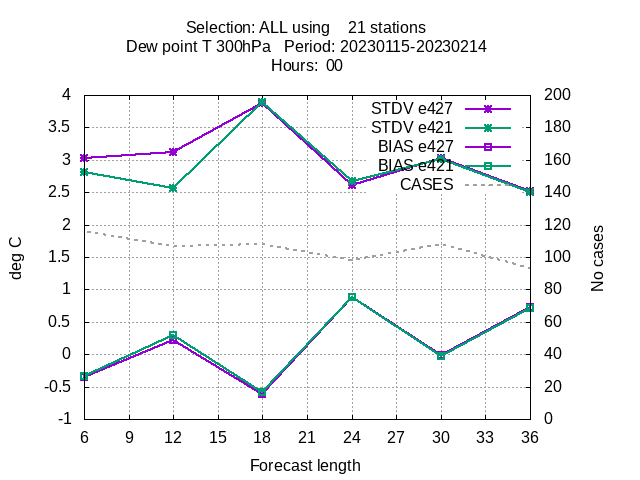 Selection: ALL using 21 stations
Dew point T 300hPa Period: 20230115-20230214
Hours: 00
4 200
3.5 180
3 160
2.5 140
2 120
1.5 100
1 80
0.5 60
0 40
-0.5 20
-1 0
STDV e427
STDV e421
BIAS e427
BIAS e421
CASES
deg C
No cases
6 9 12 15 18 21 24 27 30 33 36
Forecast length